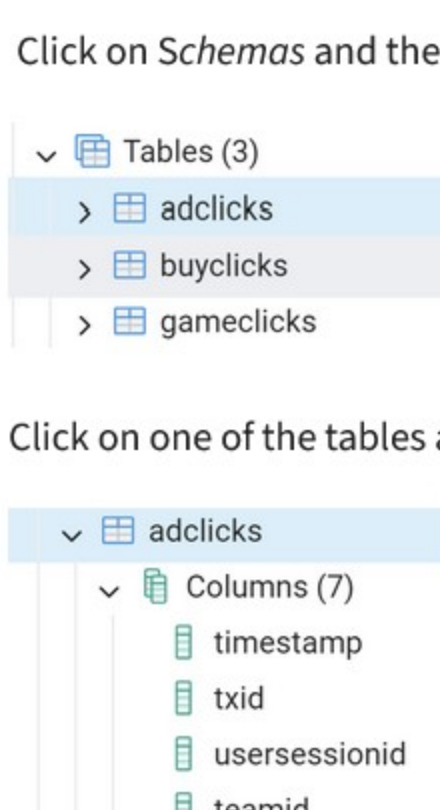 Click on Schemas and the
Tables (3)
adclicks
buyclicks
gameclicks
Click on one of the tables
adclicks
Columns (7)
timestamp
txid
usersessionid
teamid